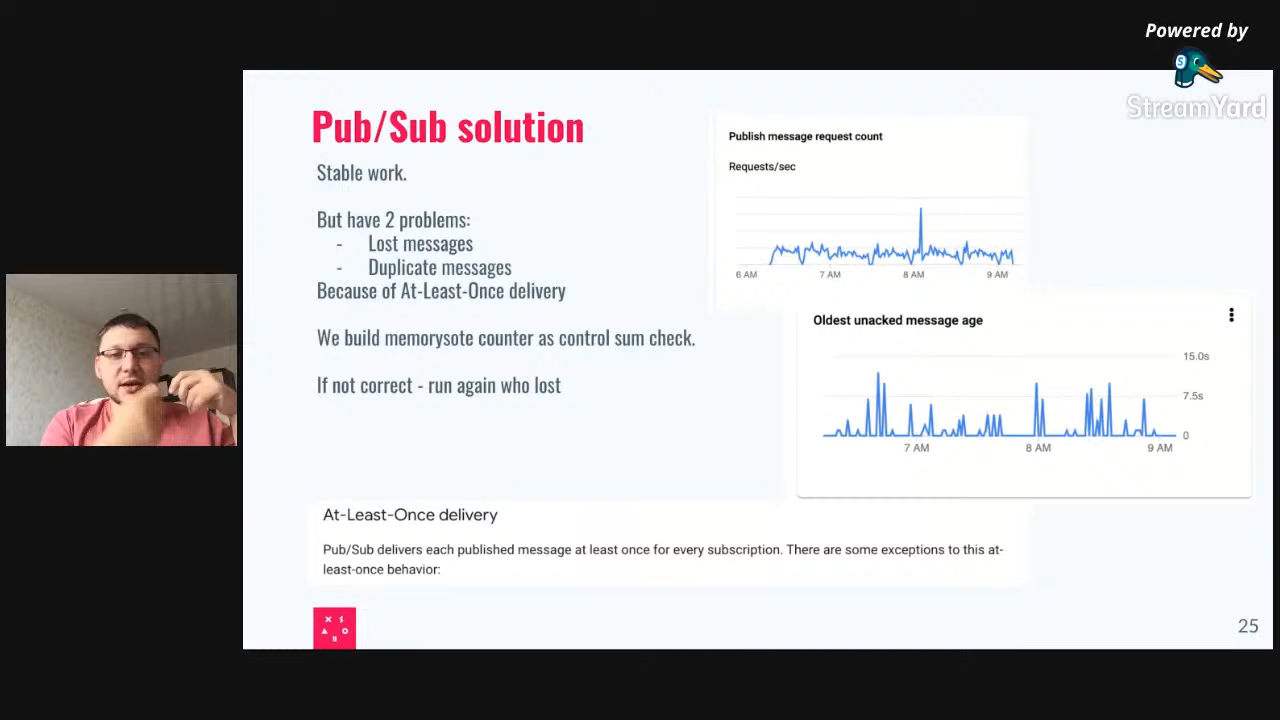 Powered by
StreamYard
Pub/Sub solution
Stable work.
But have 2 problems:
- Lost messages
- Duplicate messages
Because of At-Least-Once delivery
We build memorysote counter as control sum check.
If not correct - run again who lost
Publish message request count
Requests/sec
6 AM 7 AM 8 AM 9 AM
Oldest unacked message age
15.0s
7.5s
0
7 AM 8 AM 9 AM
At-Least-Once delivery
Pub/Sub delivers each published message at least once for every subscription. There are some exceptions to this at-
least-once behavior:
25